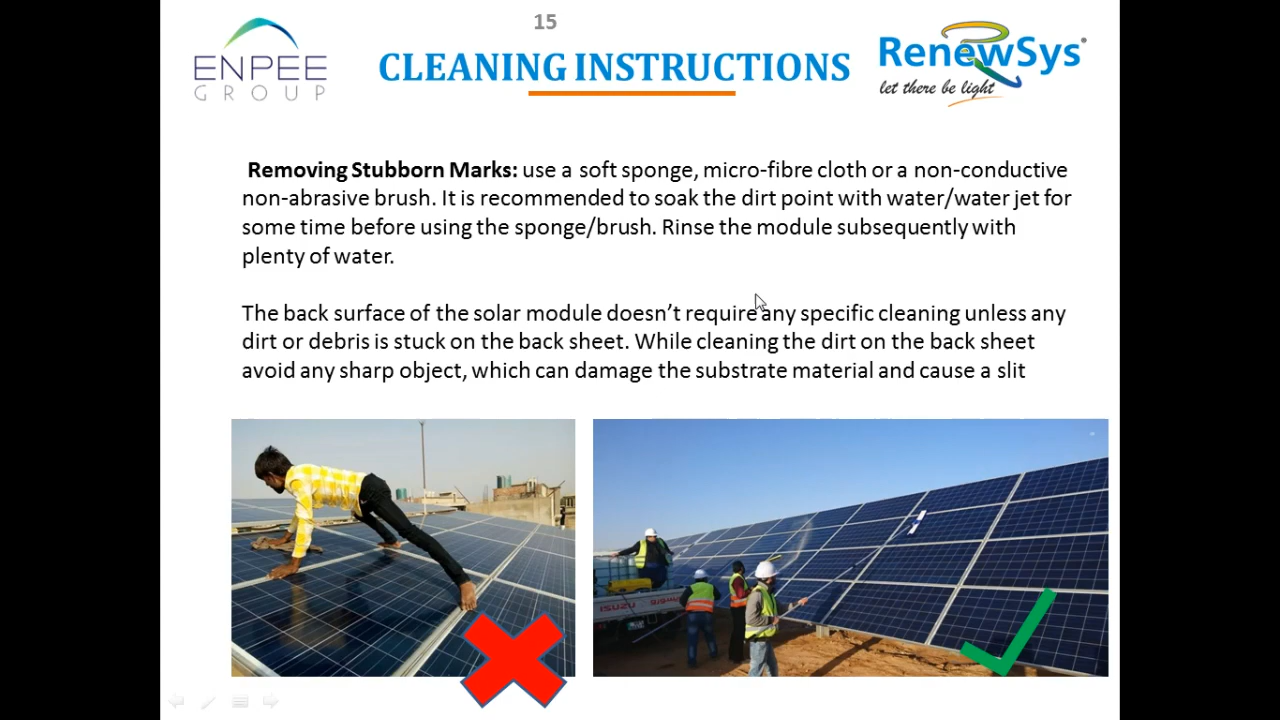 15
ENPEE
GROUP
CLEANING INSTRUCTIONS
RenewSys
let there be light
Removing Stubborn Marks: use a soft sponge, micro-fibre cloth or a non-conductive
non-abrasive brush. It is recommended to soak the dirt point with water/water jet for
some time before using the sponge/brush. Rinse the module subsequently with
plenty of water.
The back surface of the solar module doesn’t require any specific cleaning unless any
dirt or debris is stuck on the back sheet. While cleaning the dirt on the back sheet
avoid any sharp object, which can damage the substrate material and cause a slit
ISUZU